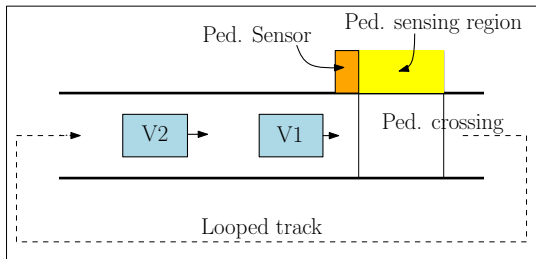 Ped. sensing region
Ped. Sensor
Ped. crossing
V2
V1
Looped track